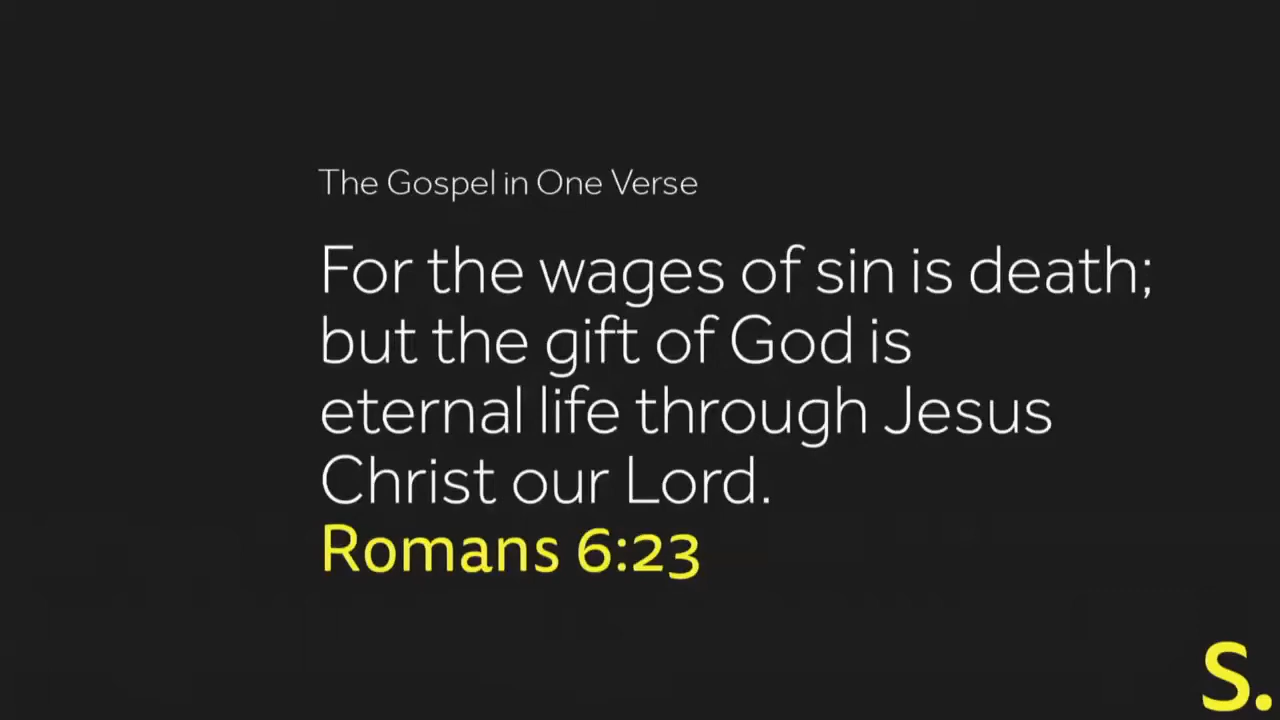 The Gospel in One Verse
For the wages of sin is death;
but the gift of God is
eternal life through Jesus
Christ our Lord.
Romans 6:23
S.